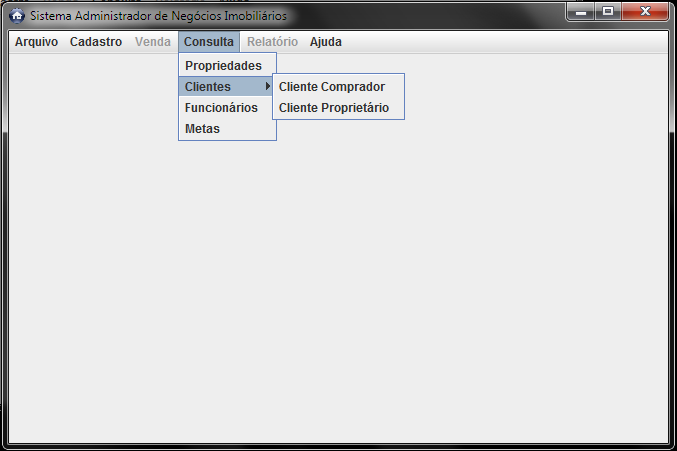 Sistema Administrador de Negócios Imobiliários
Arquivo Cadastro Venda Consulta Relatório Ajuda
Propriedades
Clientes Cliente Comprador
Funcionários Cliente Proprietário
Metas